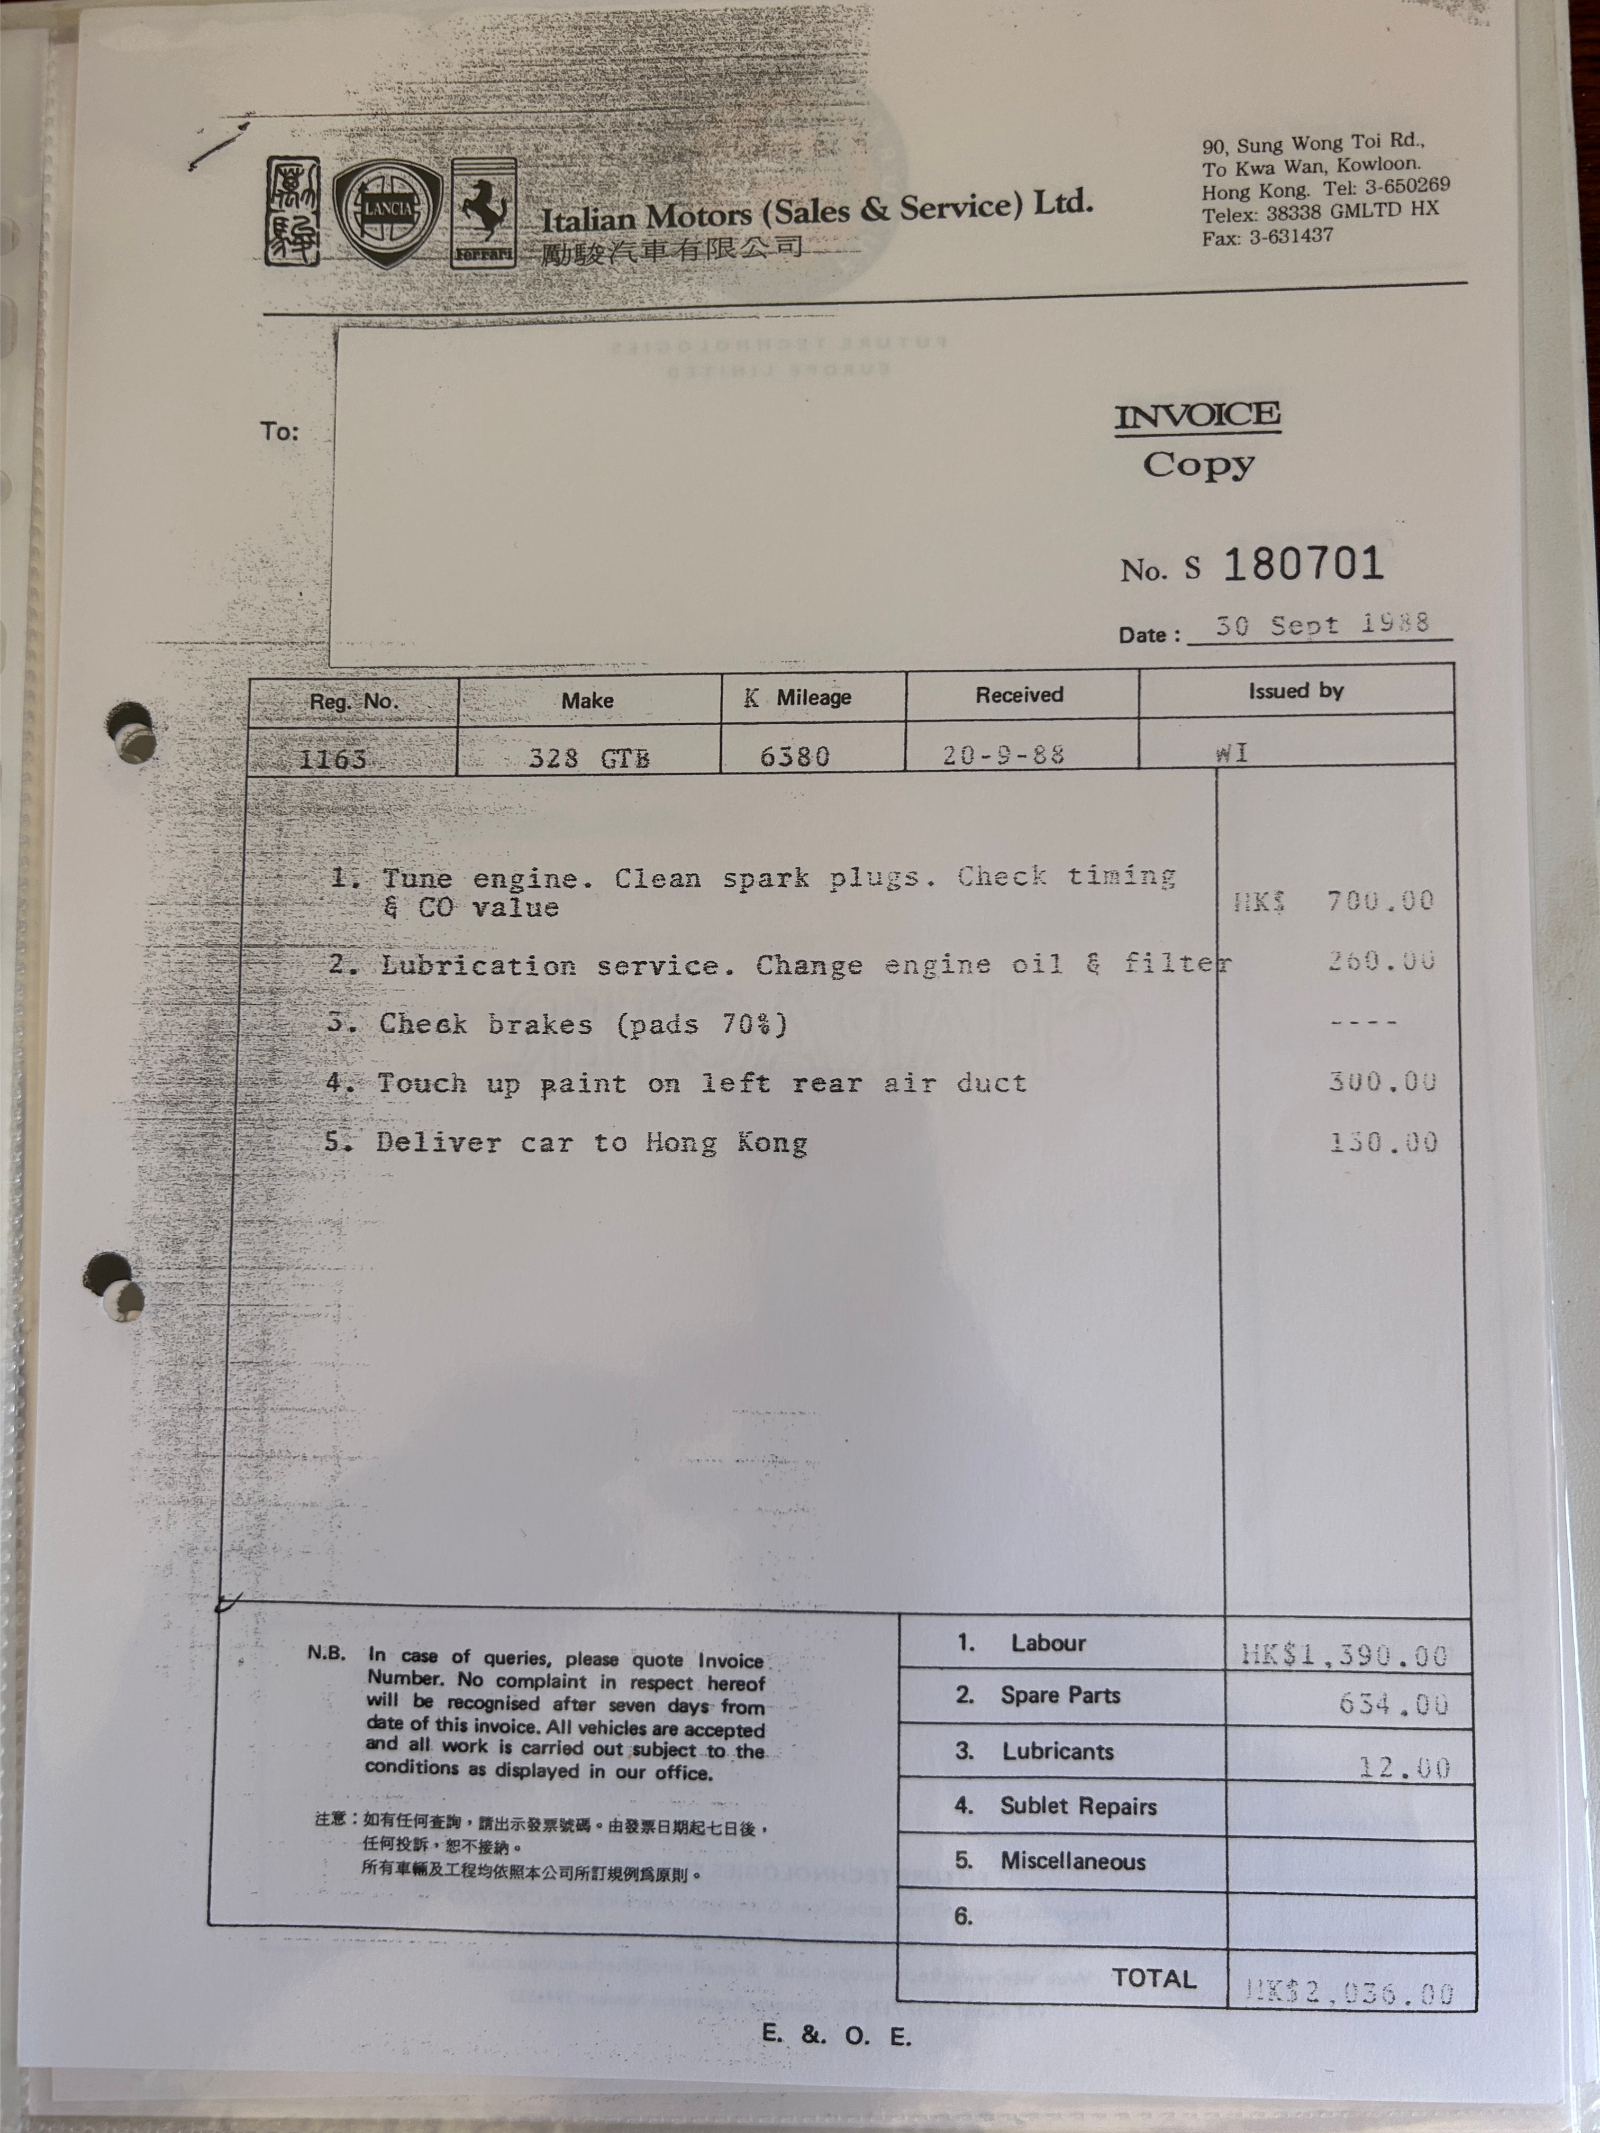 勵駿
LANCIA
Ferrari
Italian Motors (Sales & Service) Ltd.
勵駿汽車有限公司
90, Sung Wong Toi Rd.,
To Kwa Wan, Kowloon.
Hong Kong. Tel: 3-650269
Telex: 38338 GMLTD HX
Fax: 3-631437
FUTURE TECHNOLOGIES
EUROPE LIMITED
To:
INVOICE
Copy
No. S 180701
Date : 30 Sept 1988
Reg. No. Make K Mileage Received Issued by
1163 328 GTB 6380 20-9-88 WI
1. Tune engine. Clean spark plugs. Check timing
& CO value HK$ 700.00
2. Lubrication service. Change engine oil & filter 260.00
3. Check brakes (pads 70%) ----
4. Touch up paint on left rear air duct 300.00
5. Deliver car to Hong Kong 130.00
N.B. In case of queries, please quote Invoice
Number. No complaint in respect hereof
will be recognised after seven days from
date of this invoice. All vehicles are accepted
and all work is carried out subject to the
conditions as displayed in our office.
注意：如有任何查詢，請出示發票號碼。由發票日期起七日後，
任何投訴，恕不接納。
所有車輛及工程均依照本公司所訂規例為原則。
1. Labour HK$1,390.00
2. Spare Parts 634.00
3. Lubricants 12.00
4. Sublet Repairs
5. Miscellaneous
6.
TOTAL HK$2,036.00
E. &. O. E.